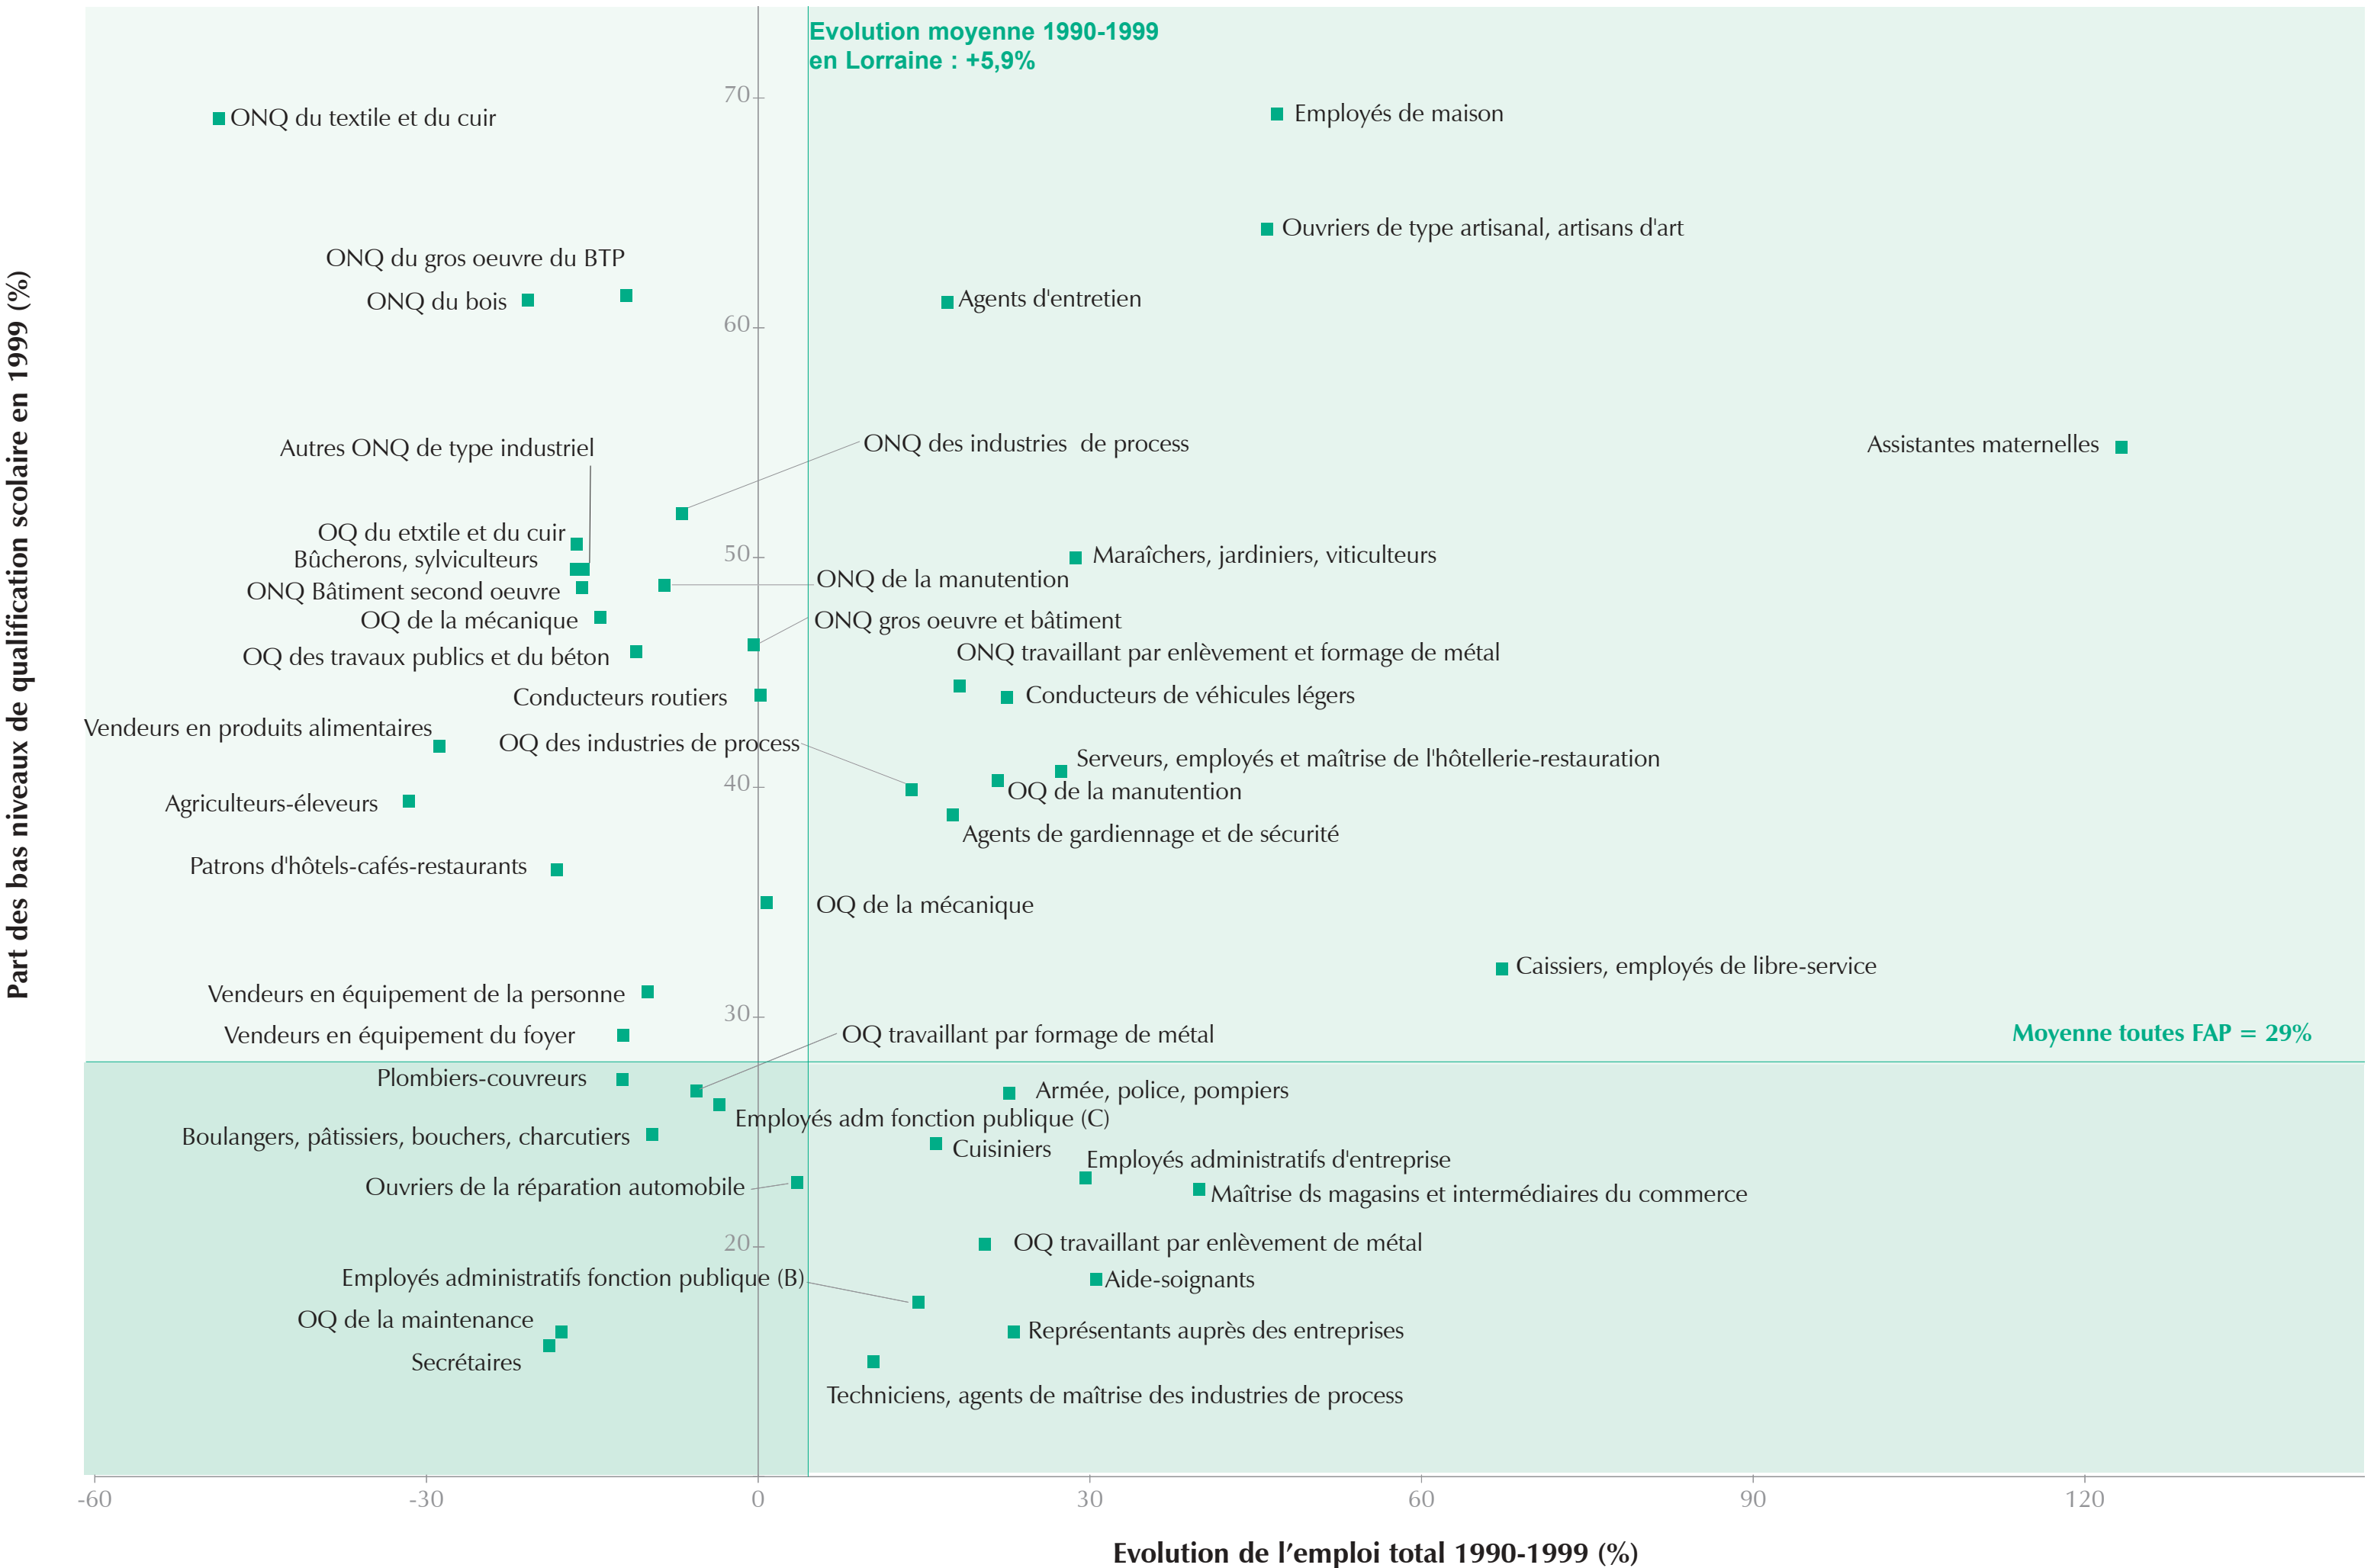 Evolution moyenne 1990-1999
en Lorraine : +5,9%
70
ONQ du textile et du cuir
Employés de maison
Ouvriers de type artisanal, artisans d'art
ONQ du gros oeuvre du BTP
ONQ du bois
Agents d'entretien
60
Part des bas niveaux de qualification scolaire en 1999 (%)
Autres ONQ de type industriel
ONQ des industries de process
Assistantes maternelles
OQ du etxtile et du cuir
50
Maraîchers, jardiniers, viticulteurs
Bûcherons, sylviculteurs
ONQ de la manutention
ONQ Bâtiment second oeuvre
OQ de la mécanique
ONQ gros oeuvre et bâtiment
OQ des travaux publics et du béton
ONQ travaillant par enlèvement et formage de métal
Conducteurs routiers
Conducteurs de véhicules légers
Vendeurs en produits alimentaires
OQ des industries de process
Serveurs, employés et maîtrise de l'hôtellerie-restauration
40
OQ de la manutention
Agriculteurs-éleveurs
Agents de gardiennage et de sécurité
Patrons d'hôtels-cafés-restaurants
OQ de la mécanique
Caissiers, employés de libre-service
Vendeurs en équipement de la personne
30
Vendeurs en équipement du foyer
OQ travaillant par formage de métal
Moyenne toutes FAP = 29%
Plombiers-couvreurs
Armée, police, pompiers
Employés adm fonction publique (C)
Boulangers, pâtissiers, bouchers, charcutiers
Cuisiniers
Employés administratifs d'entreprise
Ouvriers de la réparation automobile
Maîtrise ds magasins et intermédiaires du commerce
20
OQ travaillant par enlèvement de métal
Employés administratifs fonction publique (B)
Aide-soignants
OQ de la maintenance
Représentants auprès des entreprises
Secrétaires
Techniciens, agents de maîtrise des industries de process
-60
-30
0
30
60
90
120
Evolution de l’emploi total 1990-1999 (%)